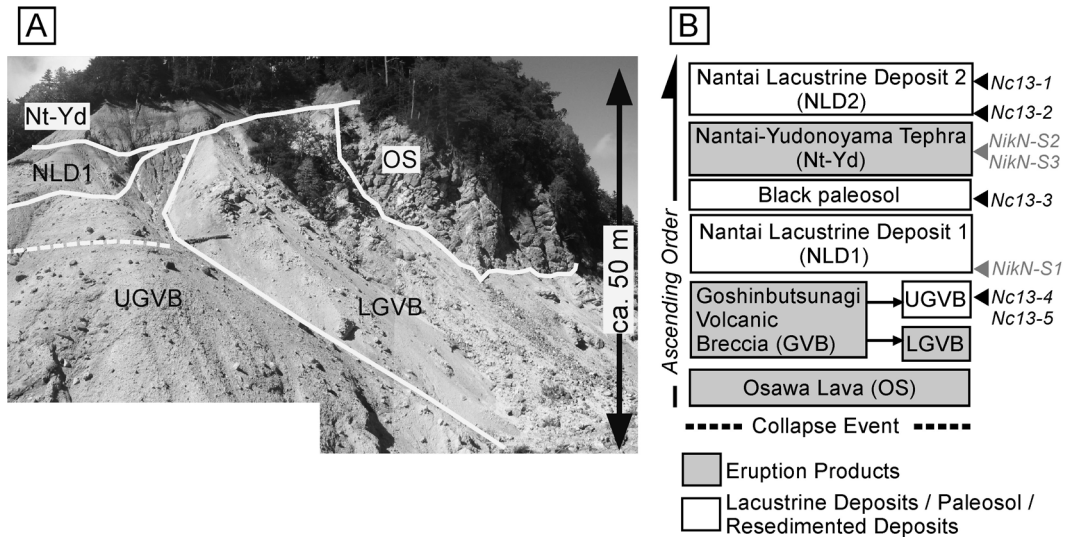 A
Nt-Yd
NLD1
OS
UGVB
LGVB
ca. 50 m
B
Ascending Order
Nantai Lacustrine Deposit 2
(NLD2)
Nc13-1
Nc13-2
Nantai-Yudonoyama Tephra
(Nt-Yd)
NikN-S2
NikN-S3
Black paleosol
Nc13-3
Nantai Lacustrine Deposit 1
(NLD1)
NikN-S1
Goshinbutsunagi
Volcanic
Breccia (GVB)
UGVB
LGVB
Nc13-4
Nc13-5
Osawa Lava (OS)
Collapse Event
Eruption Products
Lacustrine Deposits / Paleosol /
Resedimented Deposits